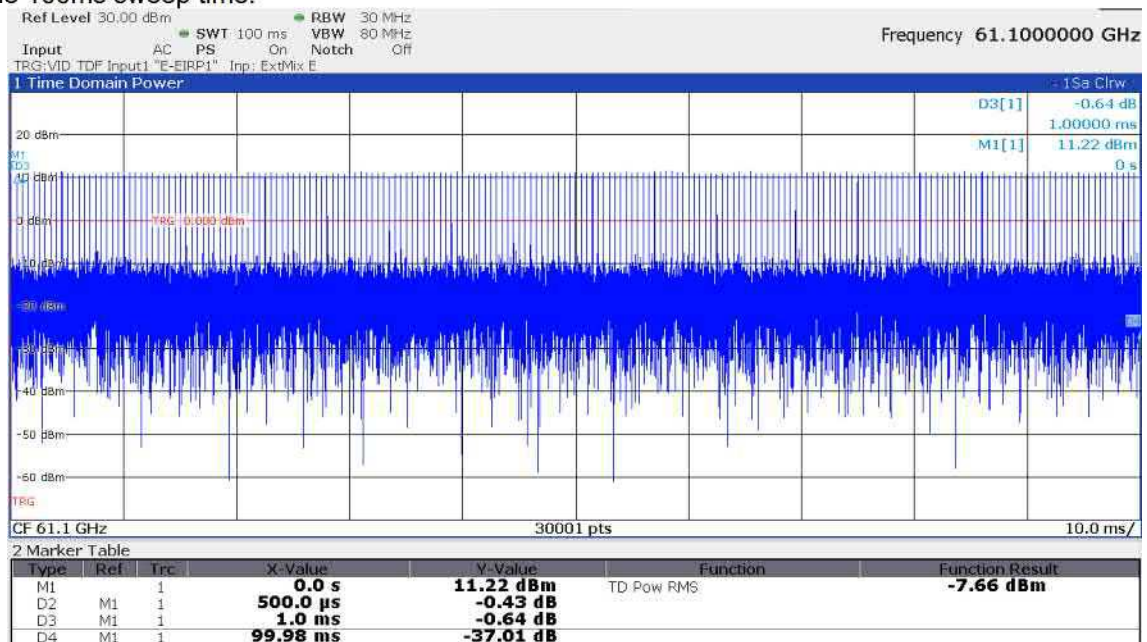 Ref Level 30.00 dBm RBW 30 MHz
SWT 100 ms VBW 80 MHz
Input AC PS On Notch Off
Frequency 61.1000000 GHz
TRG:VID TDF Input1 "E-EIRP1" Inp: ExtMix E
1 Time Domain Power 1Sa Clrw
D3[1] -0.64 dB
1.00000 ms
M1[1] 11.22 dBm
0 s
20 dBm
M1
D3
10 dBm
0 dBm
TRG 0.000 dBm
-10 dBm
-20 dBm
-30 dBm
-40 dBm
-50 dBm
-60 dBm
TRG
CF 61.1 GHz 30001 pts 10.0 ms/
2 Marker Table
Type Ref Trc X-Value Y-Value Function Function Result
M1 1 0.0 s 11.22 dBm TD Pow RMS -7.66 dBm
D2 M1 1 500.0 µs -0.43 dB
D3 M1 1 1.0 ms -0.64 dB
D4 M1 1 99.98 ms -37.01 dB